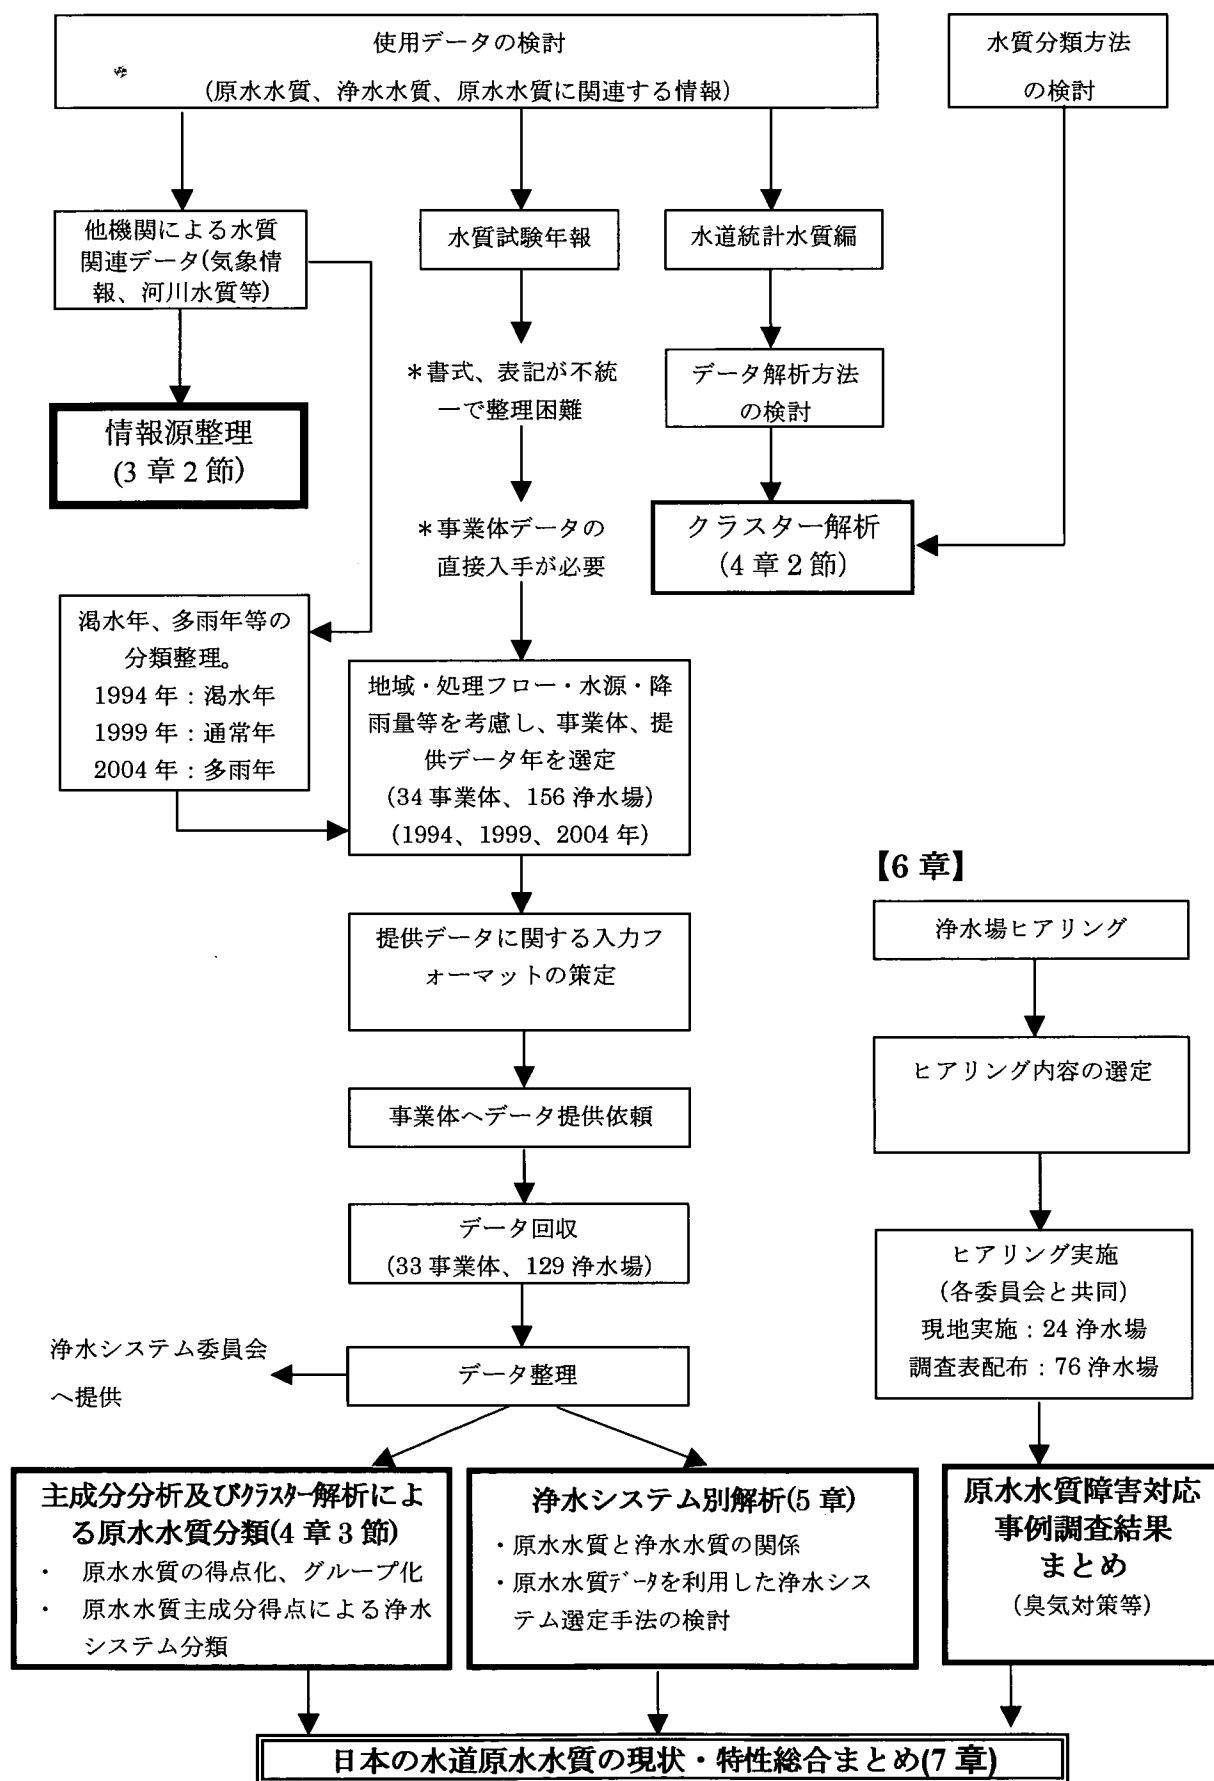 使用データの検討
(原水水質、浄水水質、原水水質に関連する情報)
水質分類方法
の検討
他機関による水質
関連データ(気象情
報、河川水質等)
水質試験年報
水道統計水質編
＊書式、表記が不統
一で整理困難
データ解析方法
の検討
情報源整理
(3章2節)
＊事業体データの
直接入手が必要
クラスター解析
(4章2節)
渇水年、多雨年等の
分類整理。
1994年：渇水年
1999年：通常年
2004年：多雨年
地域・処理フロー・水源・降
雨量等を考慮し、事業体、提
供データ年を選定
(34事業体、156浄水場)
(1994、1999、2004年)
提供データに関する入力フ
ォーマットの策定
事業体へデータ提供依頼
データ回収
(33事業体、129浄水場)
データ整理
浄水システム委員会
へ提供
【6章】
浄水場ヒアリング
ヒアリング内容の選定
ヒアリング実施
(各委員会と共同)
現地実施：24浄水場
調査表配布：76浄水場
主成分分析及びｸﾗｽﾀｰ解析によ
る原水水質分類(4章3節)
・ 原水水質の得点化、グループ化
・ 原水水質主成分得点による浄水
システム分類
浄水システム別解析(5章)
・原水水質と浄水水質の関係
・原水水質ﾃﾞｰﾀを利用した浄水シス
テム選定手法の検討
原水水質障害対応
事例調査結果
まとめ
(臭気対策等)
日本の水道原水水質の現状・特性総合まとめ(7章)